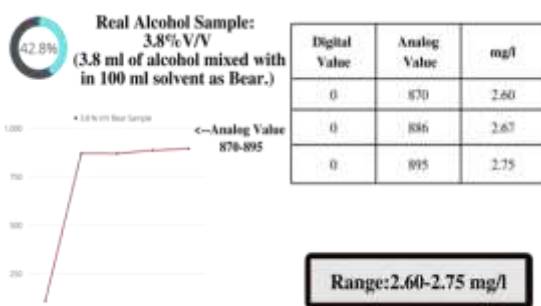 42.8%
Real Alcohol Sample:
3.8%V/V
(3.8 ml of alcohol mixed with
in 100 ml solvent as Bear.)
3.8 % V/V Bear Sample
<--Analog Value
870-895
1,000
750
500
250
Digital Value Analog Value mg/l
0 870 2.60
0 886 2.67
0 895 2.75
Range:2.60-2.75 mg/l